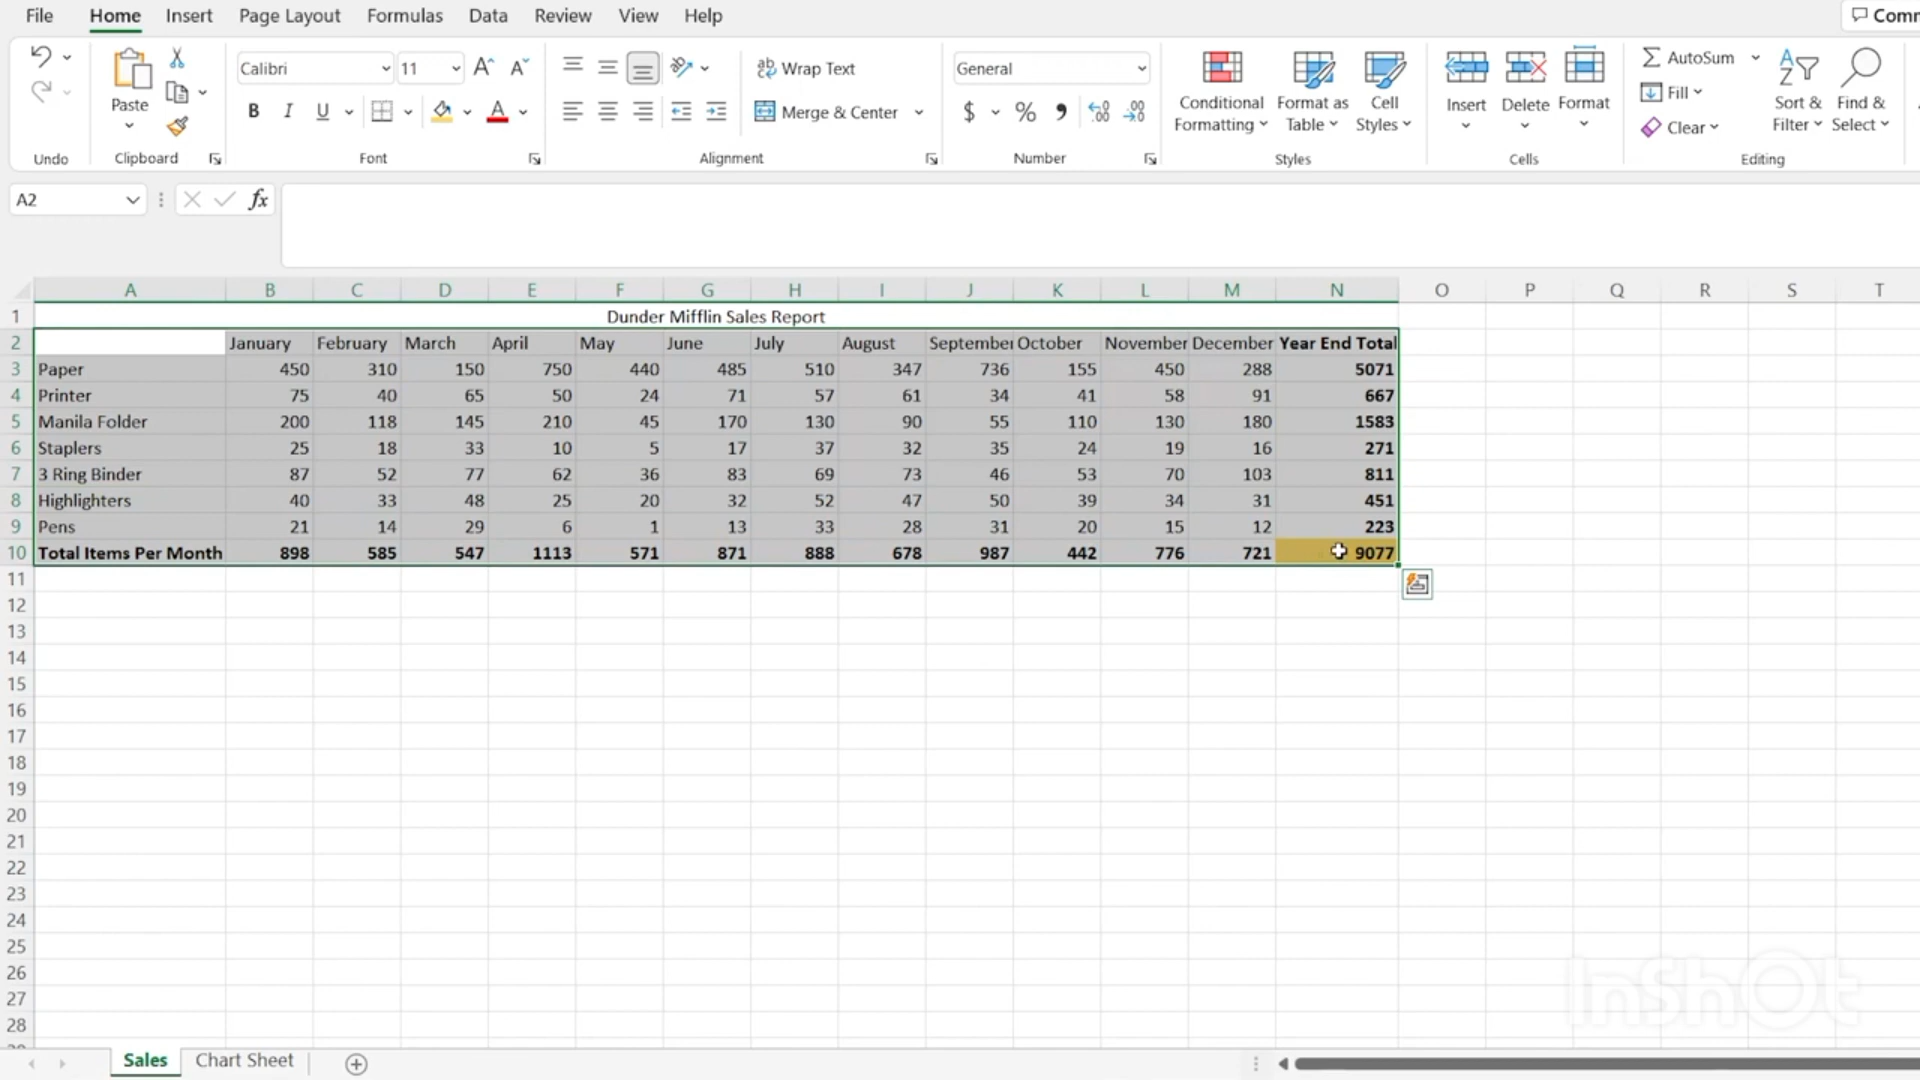 File Home Insert Page Layout Formulas Data Review View Help Comm
Calibri 11 Wrap Text General AutoSum
Paste Merge & Center Conditional Formatting Format as Table Cell Styles Insert Delete Format Fill Clear Sort & Filter Find & Select
Undo Clipboard Font Alignment Number Styles Cells Editing
A2 fx
A B C D E F G H I J K L M N O P Q R S T
1 Dunder Mifflin Sales Report
2 January February March April May June July August September October November December Year End Total
3 Paper 450 310 150 750 440 485 510 347 736 155 450 288 5071
4 Printer 75 40 65 50 24 71 57 61 34 41 58 91 667
5 Manila Folder 200 118 145 210 45 170 130 90 55 110 130 180 1583
6 Staplers 25 18 33 10 5 17 37 32 35 24 19 16 271
7 3 Ring Binder 87 52 77 62 36 83 69 73 46 53 70 103 811
8 Highlighters 40 33 48 25 20 32 52 47 50 39 34 31 451
9 Pens 21 14 29 6 1 13 33 28 31 20 15 12 223
10 Total Items Per Month 898 585 547 1113 571 871 888 678 987 442 776 721 9077
11
12
13
14
15
16
17
18
19
20
21
22
23
24
25
26
27
28
InShOt
Sales Chart Sheet